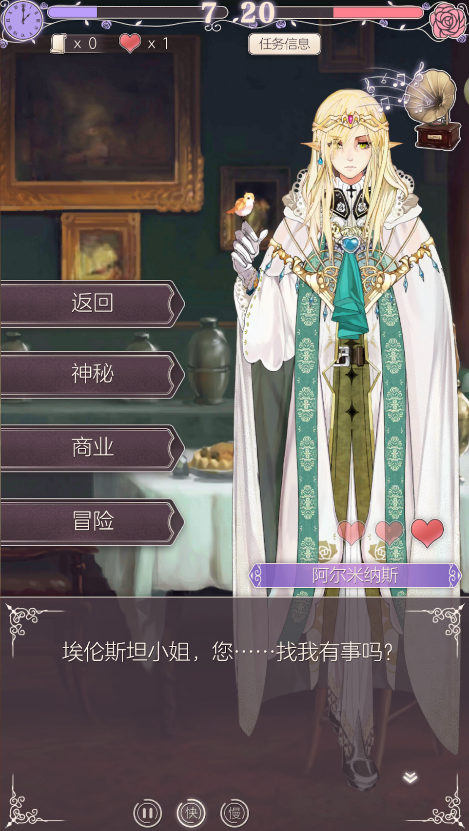 7 . 20
x 0
x 1
任务信息
返回
神秘
商业
冒险
阿尔米纳斯
埃伦斯坦小姐，您……找我有事吗？
快
慢